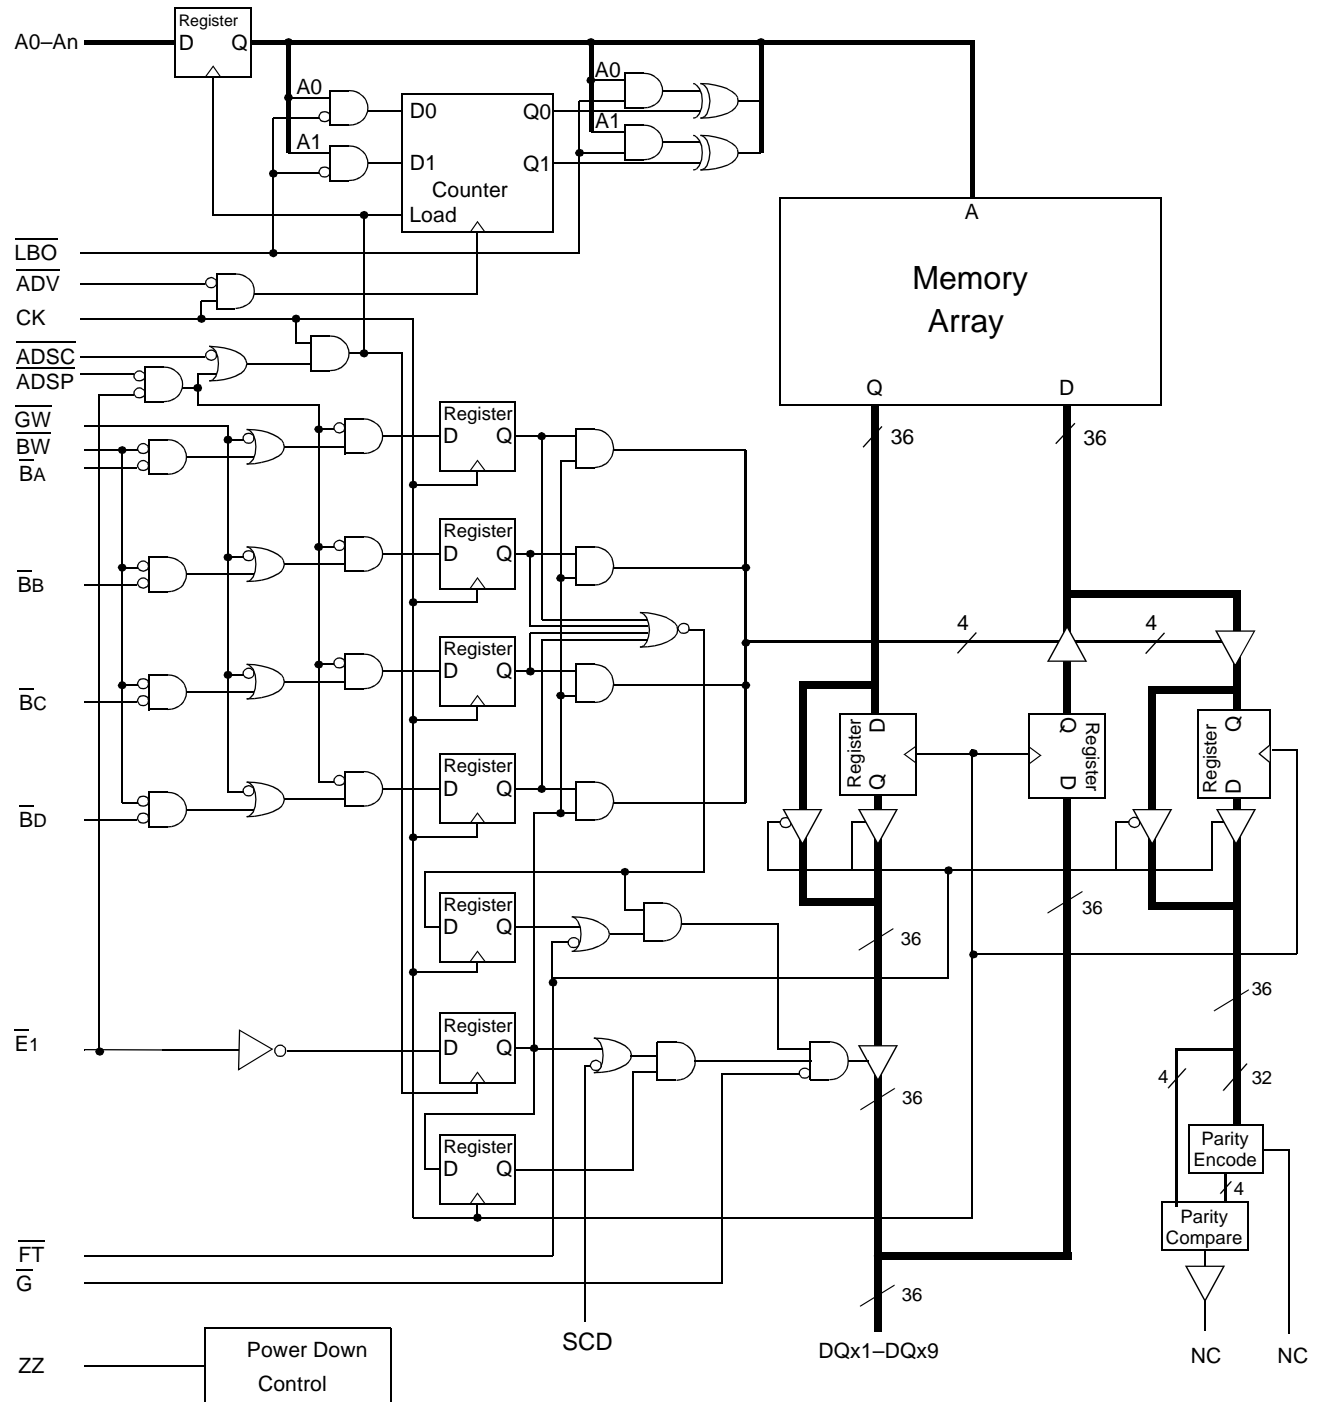 Register
A0–An
D Q
A0
A0
D0 Q0
A1
A1
D1 Q1
Counter
Load
A
LBO
ADV
Memory
Array
CK
ADSC
ADSP
Q D
GW
BW
BA
Register
D Q
36
36
Register
D Q
BB
4
4
Register
D Q
BC
Register
D
Q
Q
Register
D
Register
Q
D
Register
D Q
BD
Register
D Q
36
36
36
Register
D Q
E1
4
32
36
Register
D Q
Parity
Encode
4
Parity
Compare
FT
G
36
SCD
DQx1–DQx9
NC
NC
ZZ
Power Down
Control